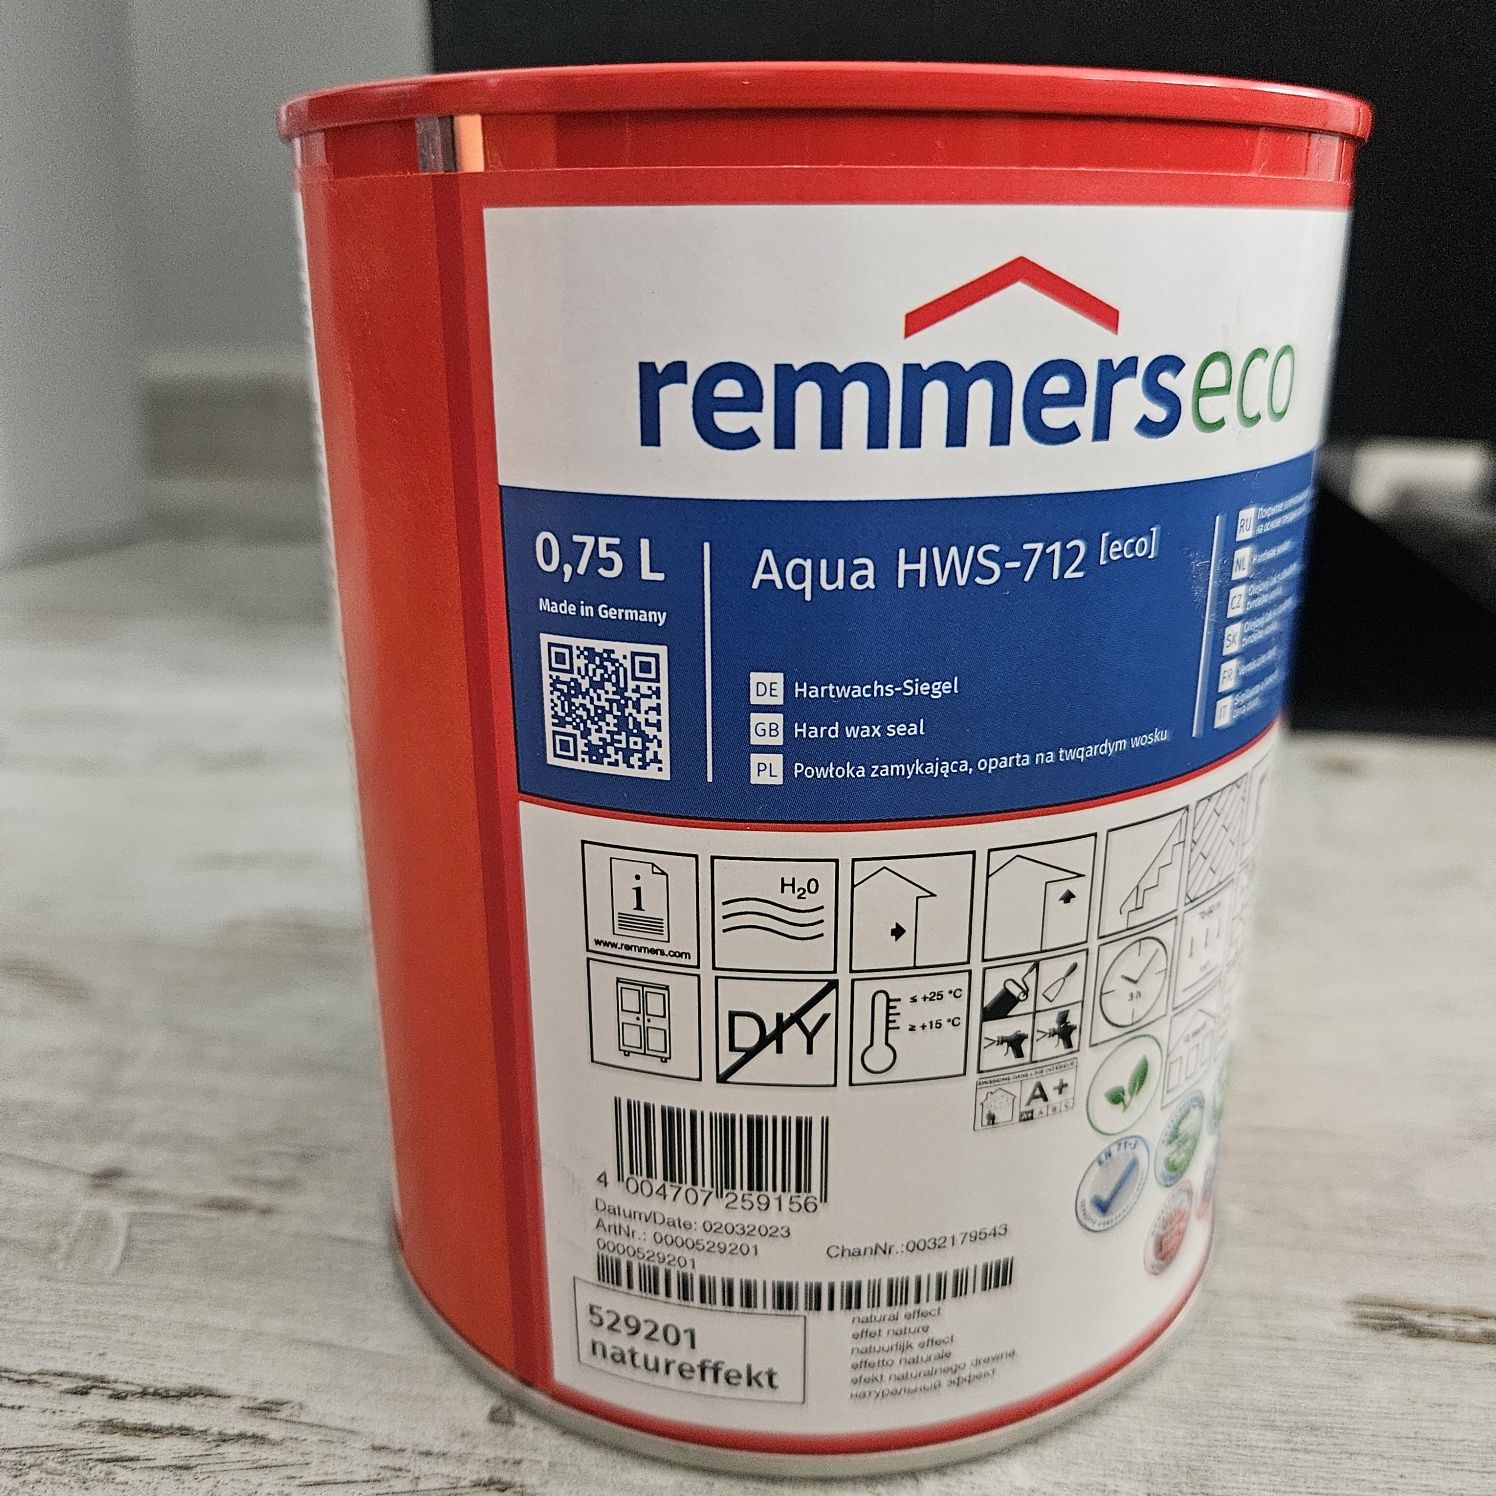 remmerseco
0,75 L
Made in Germany
Aqua HWS-712 [eco]
DE Hartwachs-Siegel
GB Hard wax seal
PL Powłoka zamykająca, oparta na twqardym wosku
RU
NL
CZ
SK
FR
IT
i
www.remmers.com
H2O
DIY
≤ +25 °C
≥ +15 °C
3 h
A+
A+ A B C
4 004707 259156
Datum/Date: 02032023
ArtNr.: 0000529201
ChanNr.:0032179543
0000529201
529201
natureffekt
natural effect
effet nature
natuurlijk effect
effetto naturale
efekt naturalnego drewna
натуральный эффект